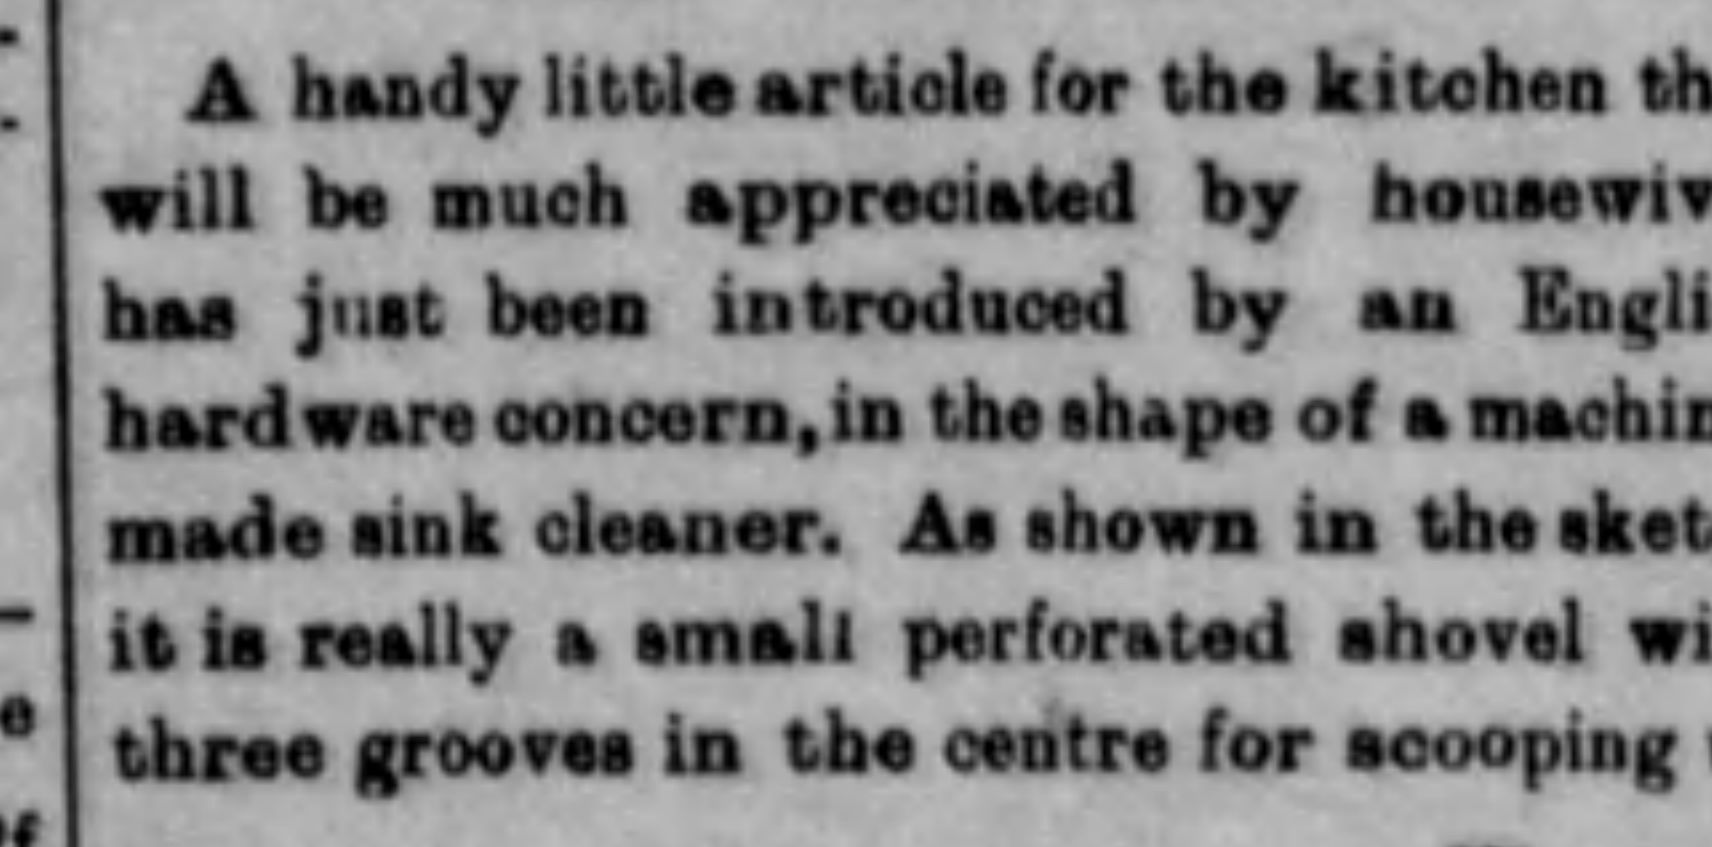 A handy little article for the kitchen th
will be much appreciated by housewiv
has just been introduced by an Engli
hardware concern, in the shape of a machin
made sink cleaner. As shown in the sket
it is really a small perforated shovel wi
three grooves in the centre for scooping